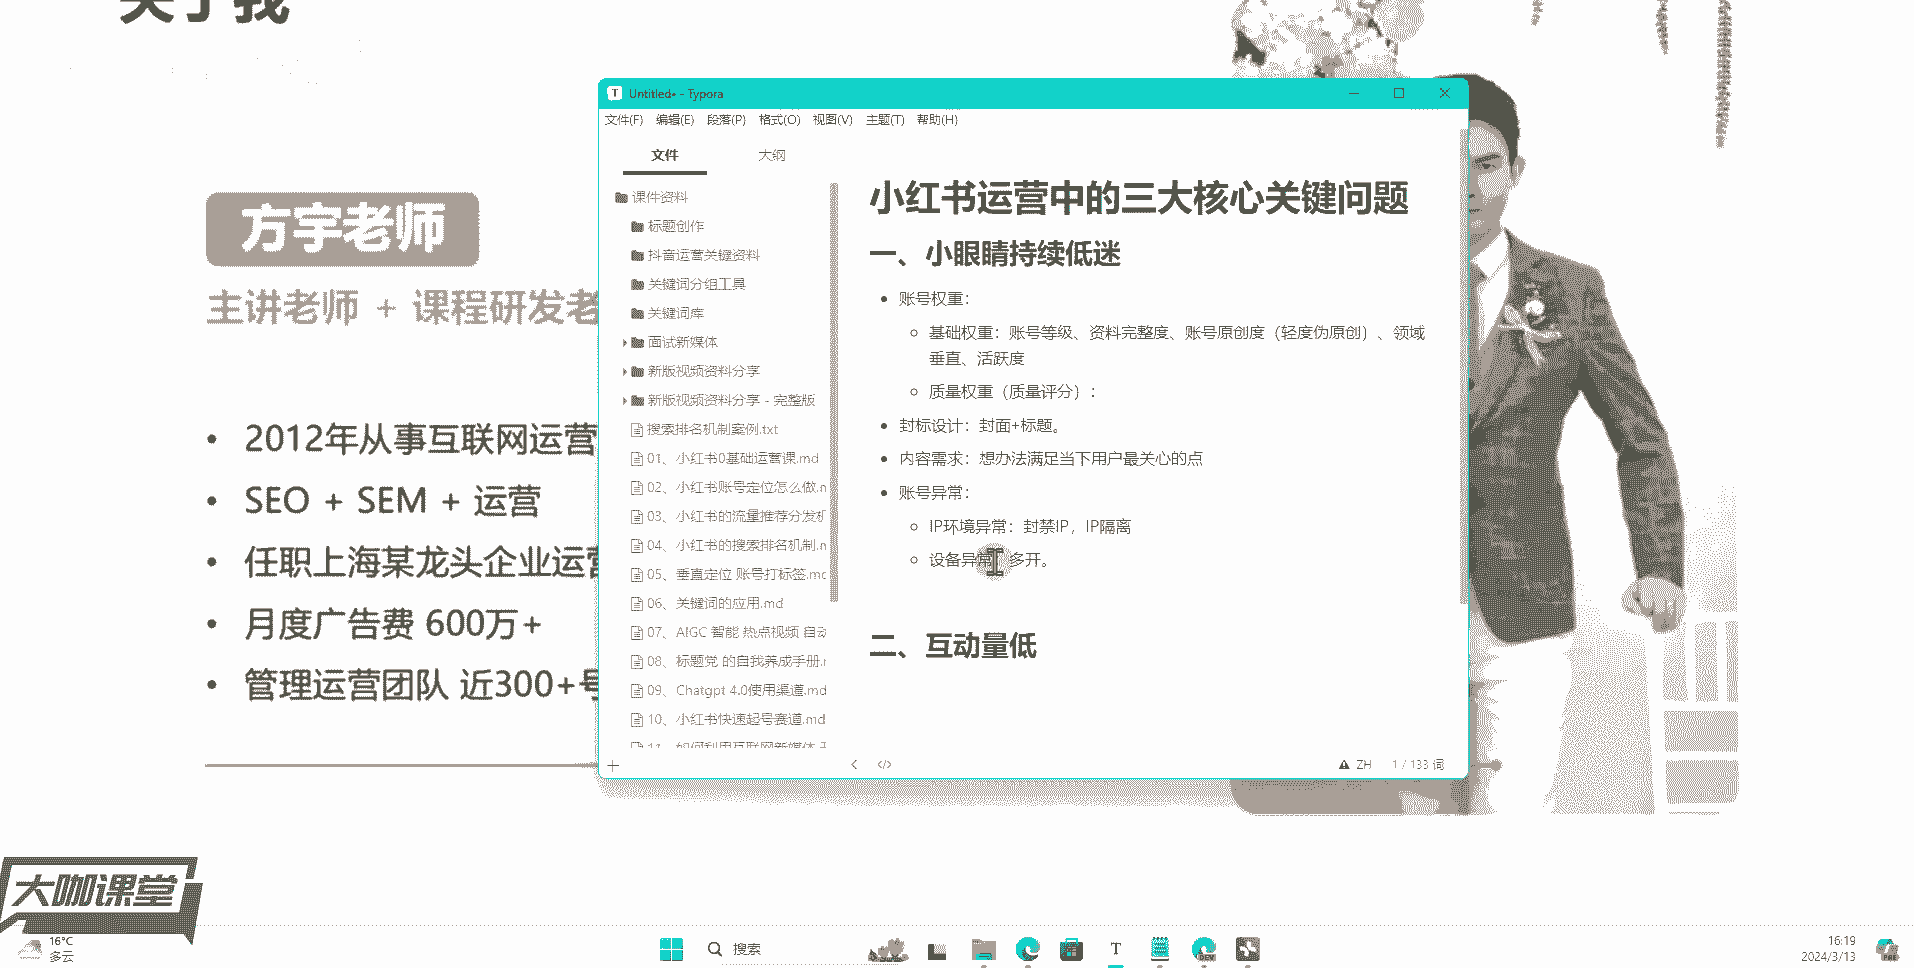 关于我
方宇老师
主讲老师 + 课程研发老
2012年从事互联网运营
SEO + SEM + 运营
任职上海某龙头企业运营
月度广告费 600万+
管理运营团队 近300+号
Untitled• - Typora
文件(F) 编辑(E) 段落(P) 格式(O) 视图(V) 主题(T) 帮助(H)
文件 大纲
课件资料
标题创作
抖音运营关键资料
关键词分组工具
关键词库
面试新媒体
新版视频资料分享
新版视频资料分享 - 完整版
搜索排名机制案例.txt
01、小红书0基础运营课.md
02、小红书账号定位怎么做.m
03、小红书的流量推荐分发机
04、小红书的搜索排名机制.m
05、垂直定位 账号打标签.mc
06、关键词的应用.md
07、AIGC 智能 热点视频 自动
08、标题党 的自我养成手册.m
09、Chatgpt 4.0使用渠道.md
10、小红书快速起号赛道.md
11、如何利用互联网新媒体
小红书运营中的三大核心关键问题
一、小眼睛持续低迷
账号权重：
基础权重：账号等级、资料完整度、账号原创度（轻度伪原创）、领域
垂直、活跃度
质量权重（质量评分）：
封标设计：封面+标题。
内容需求：想办法满足当下用户最关心的点
账号异常：
IP环境异常：封禁IP，IP隔离
设备异常：多开。
二、互动量低
ZH 1 / 133 词
大咖课堂
16°C
多云
搜索
16:19
2024/3/13